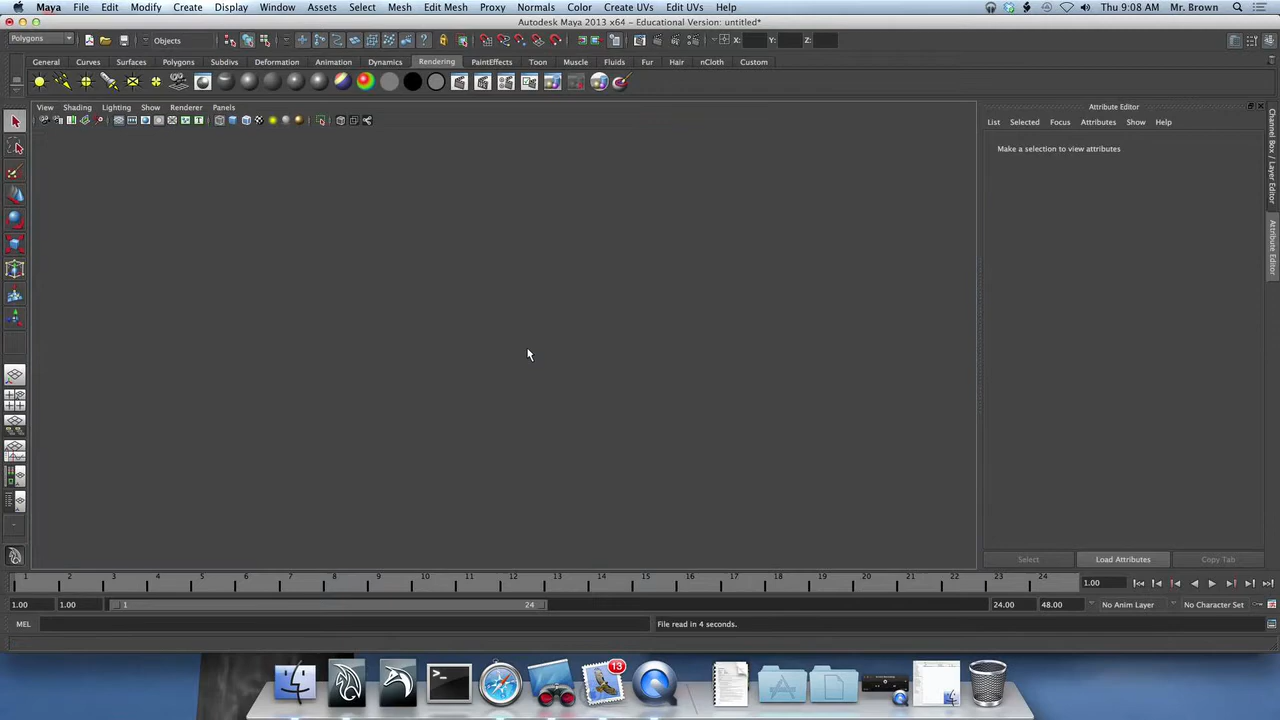 Maya File Edit Modify Create Display Window Assets Select Mesh Edit Mesh Proxy Normals Color Create UVs Edit UVs Help Thu 9:08 AM Mr. Brown
Autodesk Maya 2013 x64 - Educational Version: untitled*
Polygons Objects X: Y: Z:
General Curves Surfaces Polygons Subdivs Deformation Animation Dynamics Rendering PaintEffects Toon Muscle Fluids Fur Hair nCloth Custom
View Shading Lighting Show Renderer Panels
Attribute Editor
List Selected Focus Attributes Show Help
Make a selection to view attributes
Channel Box / Layer Editor
Attribute Editor
Select Load Attributes Copy Tab
1 2 3 4 5 6 7 8 9 10 11 12 13 14 15 16 17 18 19 20 21 22 23 24 1.00
1.00 1.00 1 24 24.00 48.00 No Anim Layer No Character Set
MEL File read in 4 seconds.
13